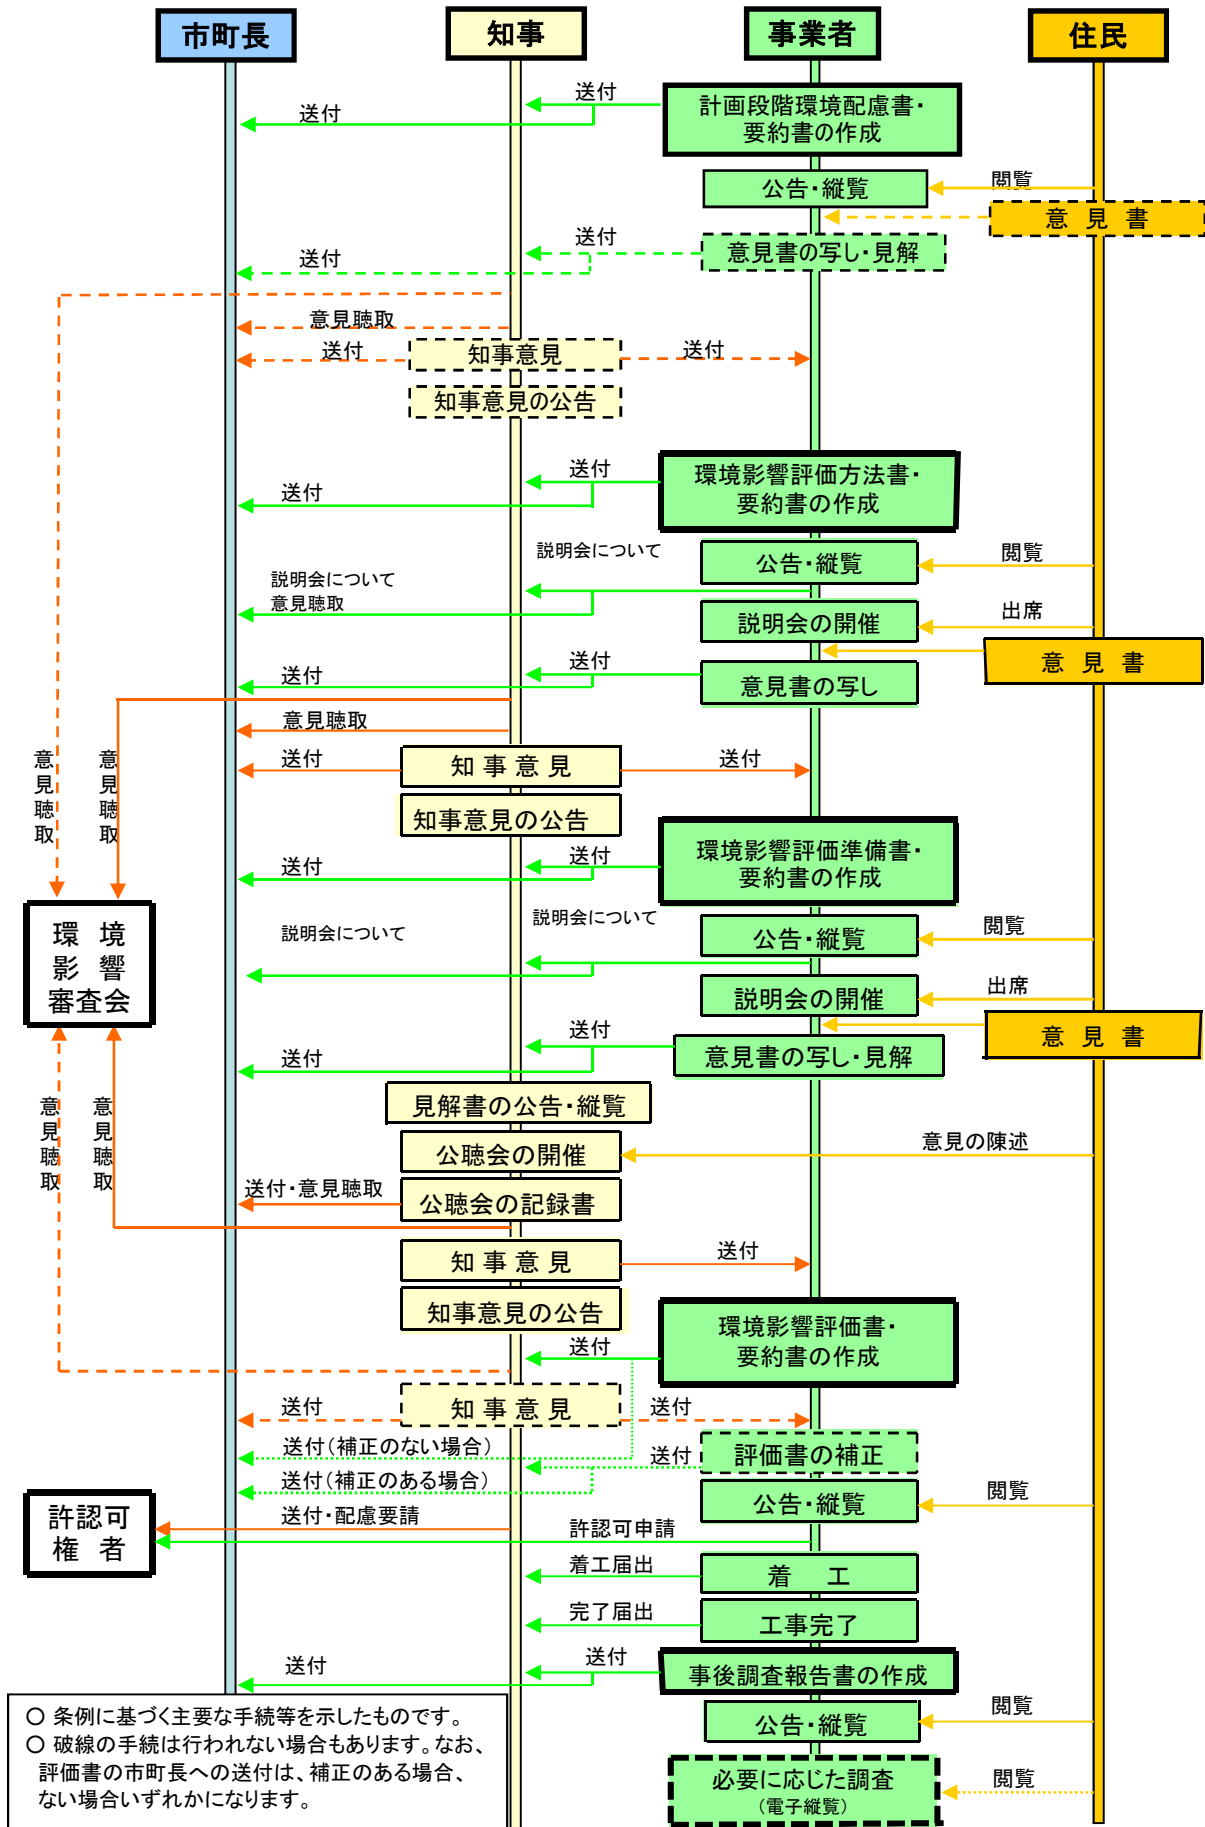 市町長
知事
事業者
住民
送付
送付
計画段階環境配慮書・
要約書の作成
公告・縦覧
閲覧
意 見 書
送付
送付
意見書の写し・見解
意見聴取
送付
知事意見
送付
知事意見の公告
送付
送付
環境影響評価方法書・
要約書の作成
説明会について
公告・縦覧
閲覧
説明会について
意見聴取
説明会の開催
出席
意 見 書
送付
送付
意見書の写し
意見聴取
送付
知 事 意 見
送付
意見聴取
意見聴取
知事意見の公告
送付
送付
環境影響評価準備書・
要約書の作成
環 境
影 響
審査会
説明会について
説明会について
公告・縦覧
閲覧
説明会の開催
出席
意 見 書
送付
送付
意見書の写し・見解
意見聴取
意見聴取
見解書の公告・縦覧
公聴会の開催
意見の陳述
送付・意見聴取
公聴会の記録書
知 事 意 見
送付
知事意見の公告
環境影響評価書・
要約書の作成
送付
送付
知 事 意 見
送付
送付（補正のない場合）
送付
評価書の補正
送付（補正のある場合）
公告・縦覧
閲覧
許認可
権 者
送付・配慮要請
許認可申請
着工届出
着 工
完了届出
工事完了
送付
送付
事後調査報告書の作成
公告・縦覧
閲覧
必要に応じた調査
（電子縦覧）
閲覧
○ 条例に基づく主要な手続等を示したものです。
○ 破線の手続は行われない場合もあります。なお、
評価書の市町長への送付は、補正のある場合、
ない場合いずれかになります。